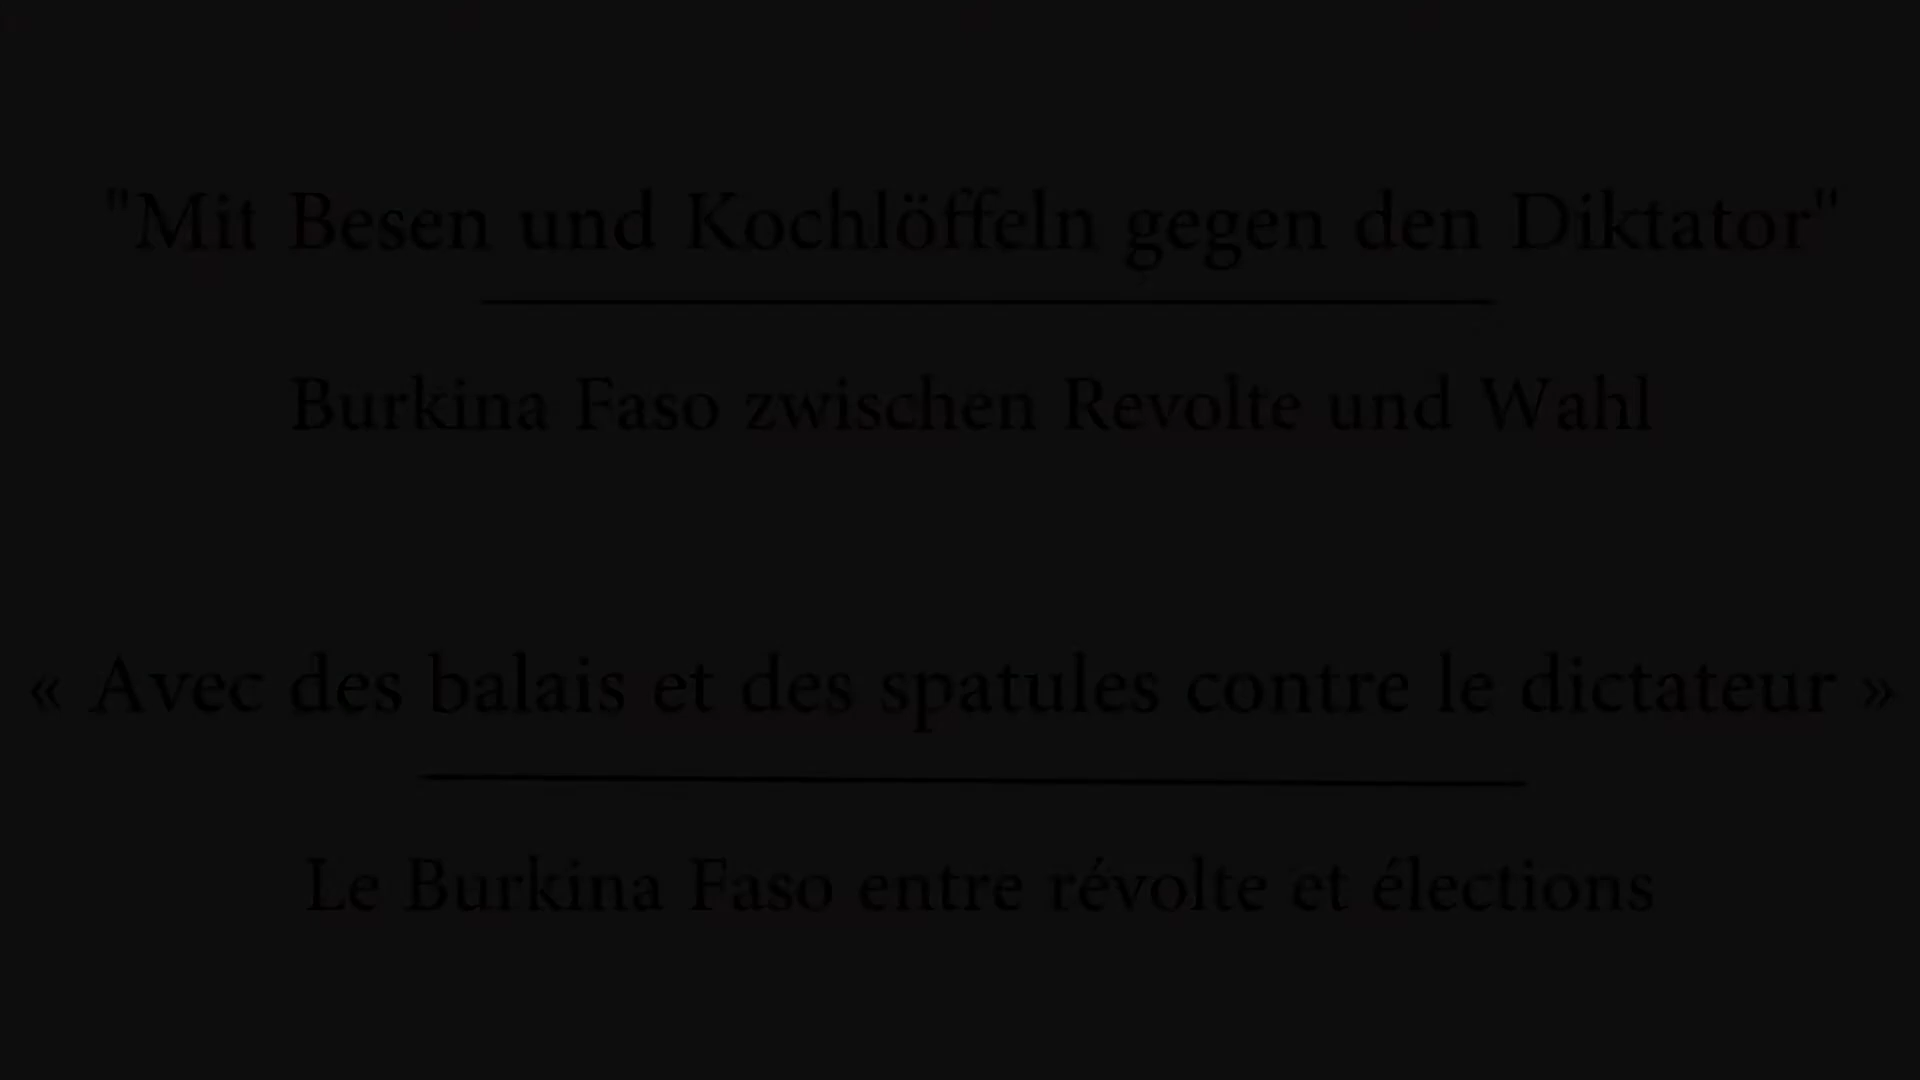 "Mit Besen und Kochlöffeln gegen den Diktator"
Burkina Faso zwischen Revolte und Wahl
« Avec des balais et des spatules contre le dictateur »
Le Burkina Faso entre révolte et élections